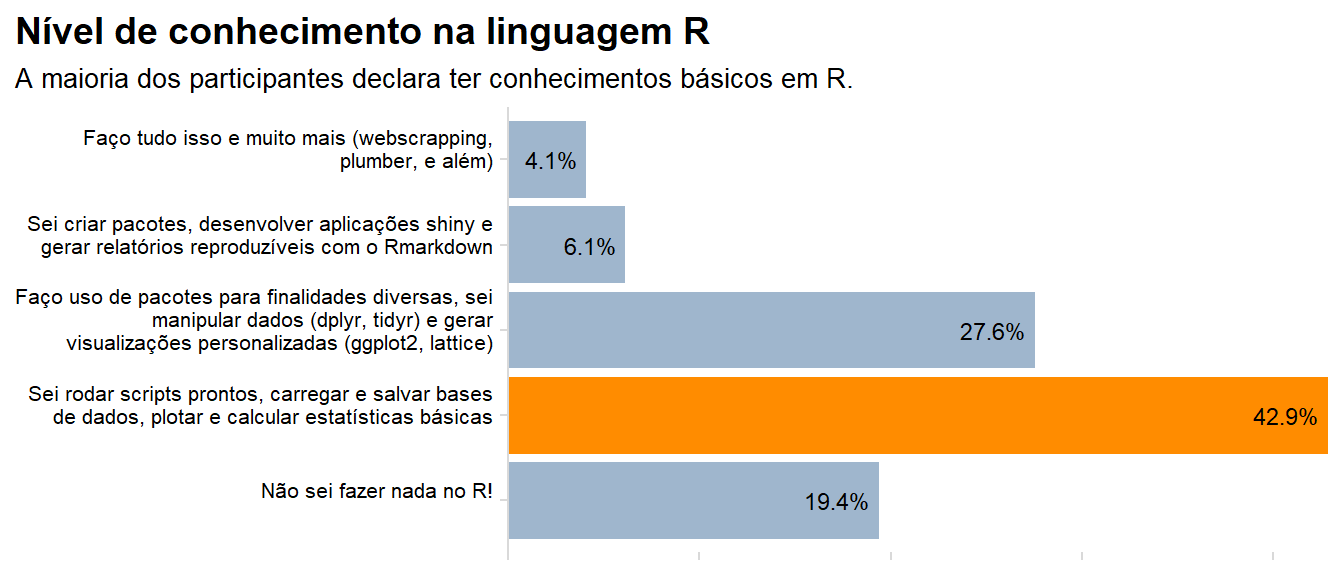 Nível de conhecimento na linguagem R
A maioria dos participantes declara ter conhecimentos básicos em R.
Faço tudo isso e muito mais (webscrapping,
plumber, e além)
4.1%
Sei criar pacotes, desenvolver aplicações shiny e
gerar relatórios reproduzíveis com o Rmarkdown
6.1%
Faço uso de pacotes para finalidades diversas, sei
manipular dados (dplyr, tidyr) e gerar
visualizações personalizadas (ggplot2, lattice)
27.6%
Sei rodar scripts prontos, carregar e salvar bases
de dados, plotar e calcular estatísticas básicas
42.9%
Não sei fazer nada no R!
19.4%